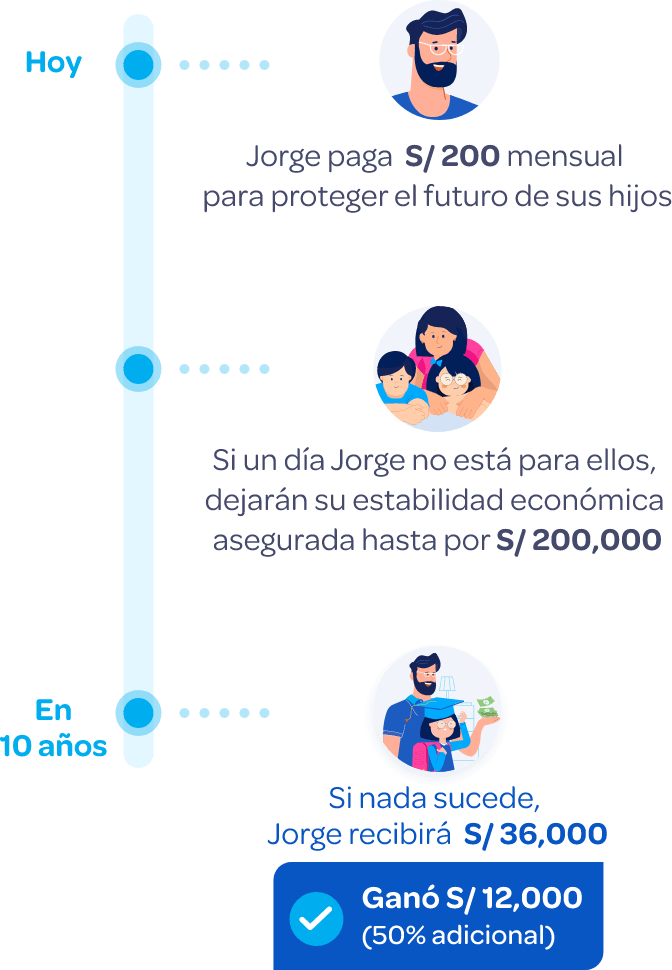 Hoy
Jorge paga S/ 200 mensual
para proteger el futuro de sus hijos
Si un día Jorge no está para ellos,
dejarán su estabilidad económica
asegurada hasta por S/ 200,000
En
10 años
Si nada sucede,
Jorge recibirá S/ 36,000
Ganó S/ 12,000
(50% adicional)